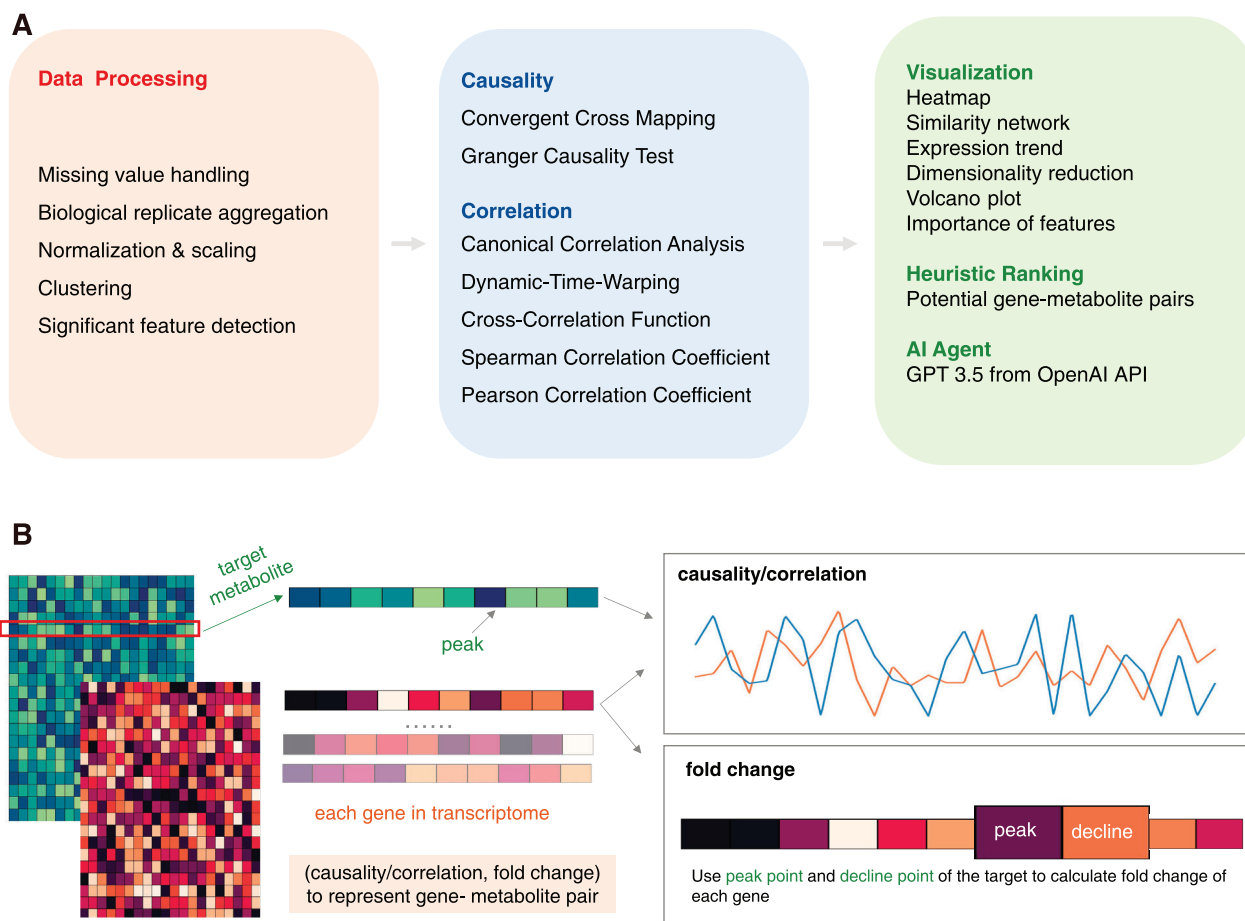 A
Data Processing
Missing value handling
Biological replicate aggregation
Normalization & scaling
Clustering
Significant feature detection
Causality
Convergent Cross Mapping
Granger Causality Test
Correlation
Canonical Correlation Analysis
Dynamic-Time-Warping
Cross-Correlation Function
Spearman Correlation Coefficient
Pearson Correlation Coefficient
Visualization
Heatmap
Similarity network
Expression trend
Dimensionality reduction
Volcano plot
Importance of features
Heuristic Ranking
Potential gene-metabolite pairs
AI Agent
GPT 3.5 from OpenAI API
B
target
metabolite
peak
......
each gene in transcriptome
(causality/correlation, fold change)
to represent gene- metabolite pair
causality/correlation
fold change
peak
decline
Use peak point and decline point of the target to calculate fold change of
each gene